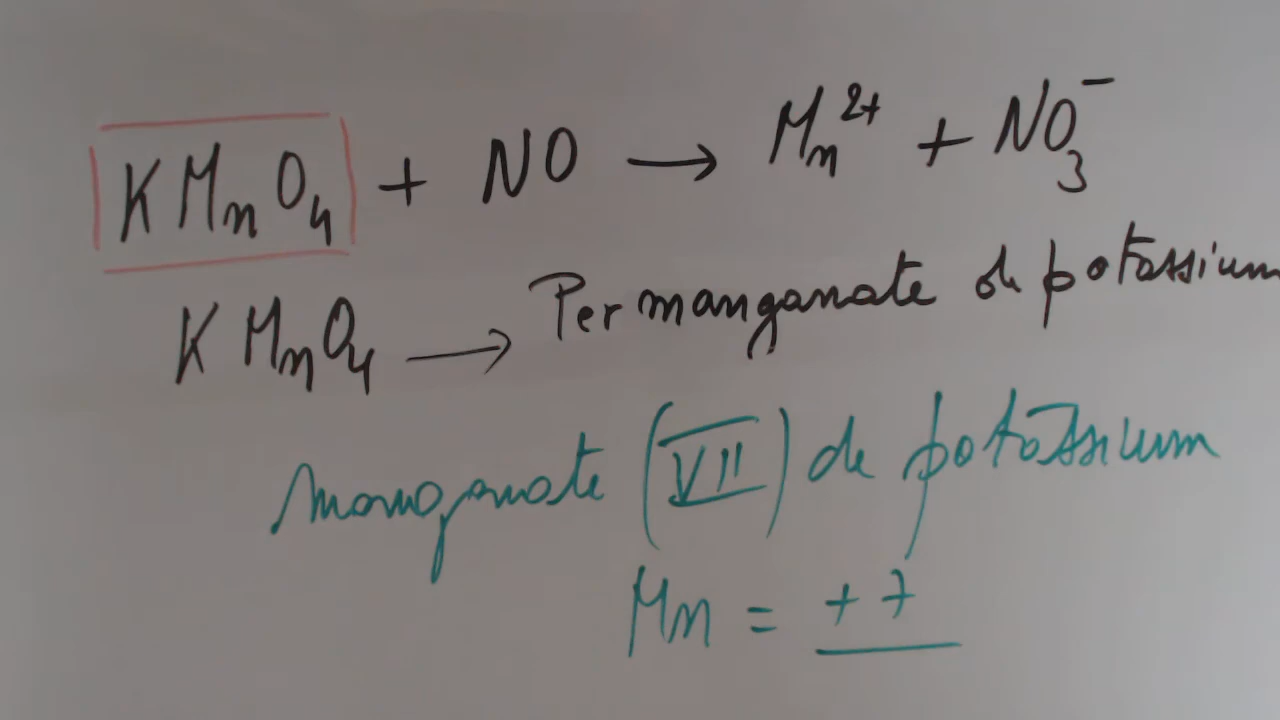 KMnO₄ + NO → Mn²⁺ + NO₃⁻
KMnO₄ → Permanganate de potassium
manganate (VII) de potassium
Mn = +7